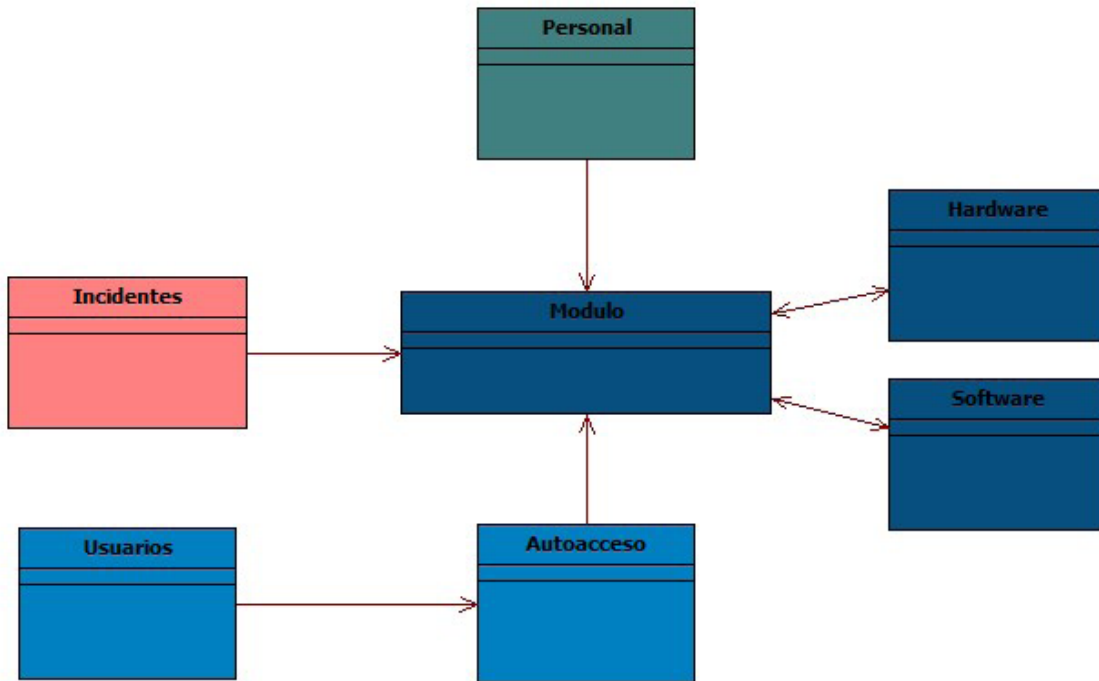 Personal
Hardware
Incidentes
Modulo
Software
Usuarios
Autoacceso